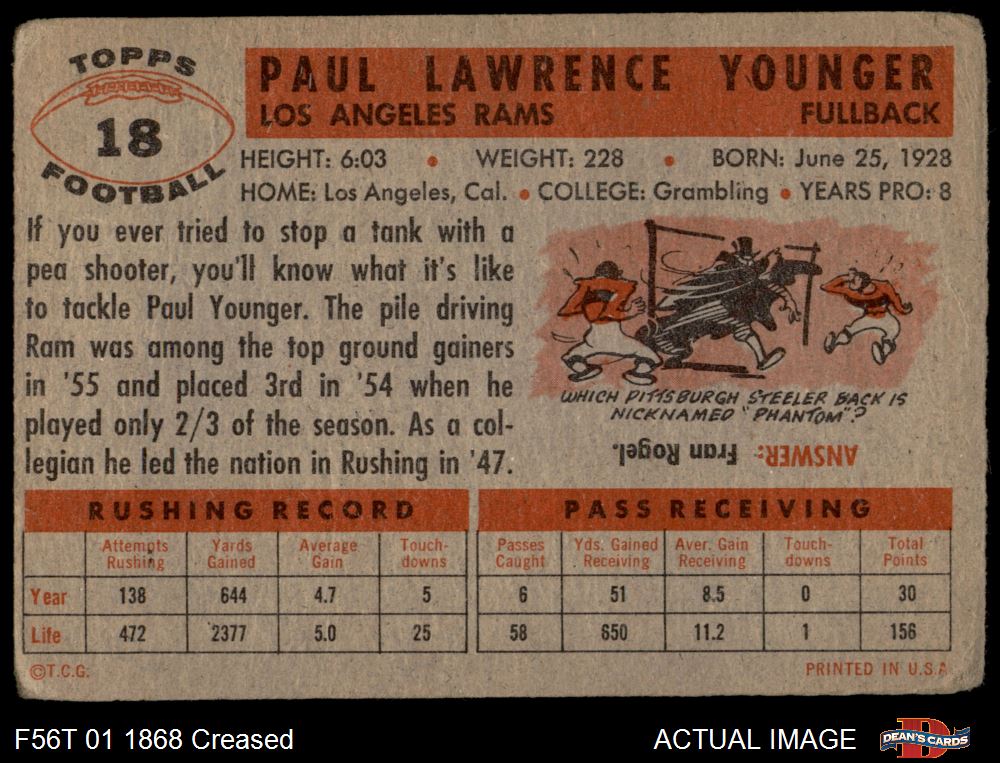 TOPPS
18
FOOTBALL
PAUL LAWRENCE YOUNGER
LOS ANGELES RAMS FULLBACK
HEIGHT: 6:03 • WEIGHT: 228 • BORN: June 25, 1928
HOME: Los Angeles, Cal. • COLLEGE: Grambling • YEARS PRO: 8
If you ever tried to stop a tank with a
pea shooter, you'll know what it's like
to tackle Paul Younger. The pile driving
Ram was among the top ground gainers
in '55 and placed 3rd in '54 when he
played only 2/3 of the season. As a col-
legian he led the nation in Rushing in '47.
WHICH PITTSBURGH STEELER BACK IS
NICKNAMED "PHANTOM"?
ANSWER: Fran Rogel.
RUSHING RECORD PASS RECEIVING
Attempts Rushing Yards Gained Average Gain Touch-downs Passes Caught Yds. Gained Receiving Aver. Gain Receiving Touch-downs Total Points
Year 138 644 4.7 5 6 51 8.5 0 30
Life 472 2377 5.0 25 58 650 11.2 1 156
©T.C.G. PRINTED IN U.S.A.
F56T 01 1868 Creased ACTUAL IMAGE
D
DEAN'S CARDS